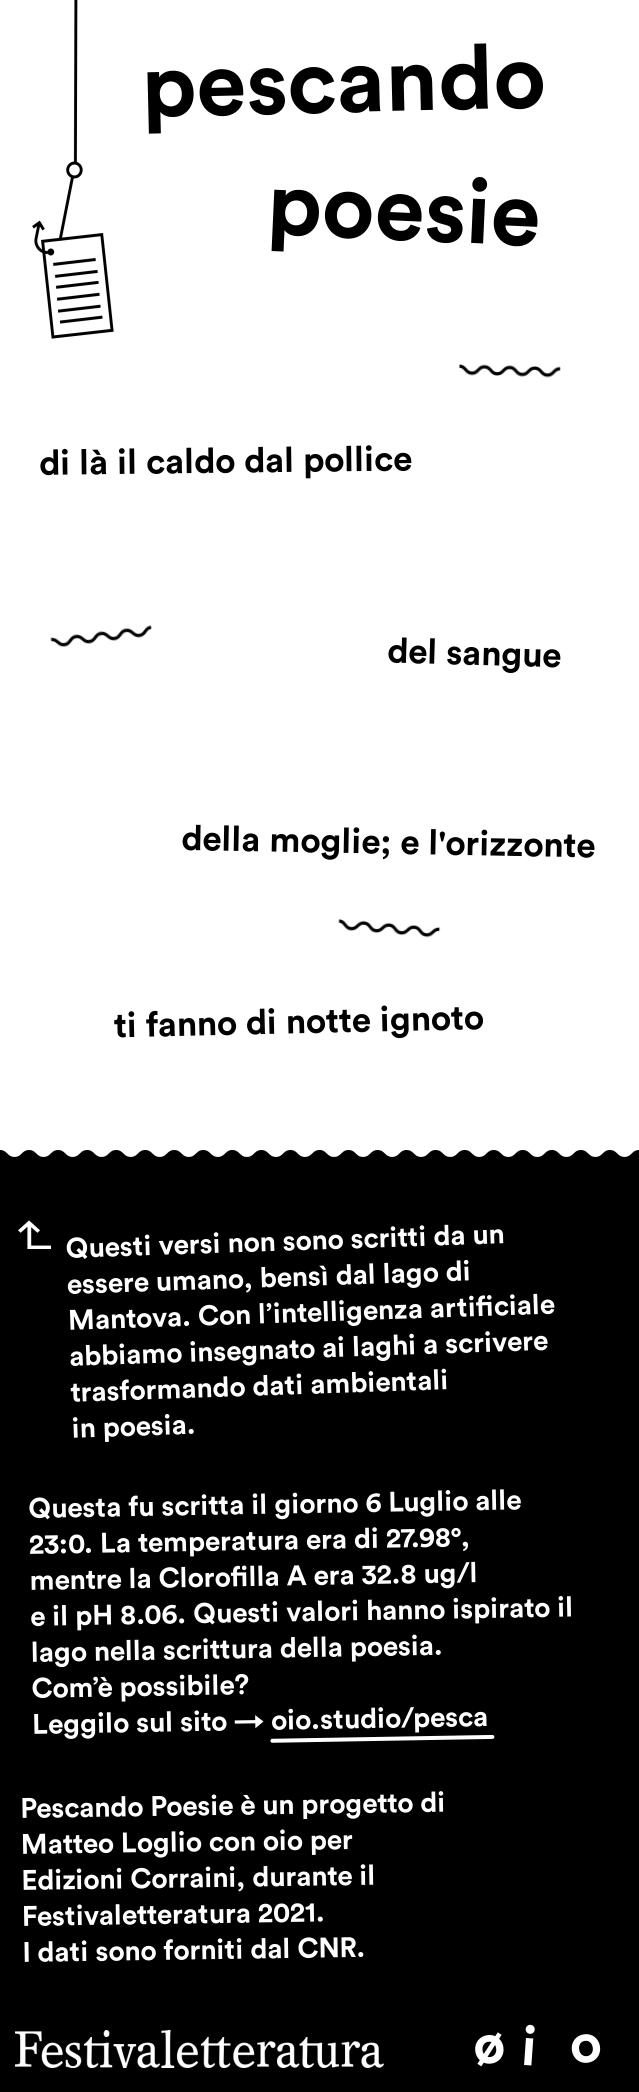 pescando
poesie
di là il caldo dal pollice
del sangue
della moglie; e l'orizzonte
ti fanno di notte ignoto
Questi versi non sono scritti da un
essere umano, bensì dal lago di
Mantova. Con l’intelligenza artificiale
abbiamo insegnato ai laghi a scrivere
trasformando dati ambientali
in poesia.
Questa fu scritta il giorno 6 Luglio alle
23:0. La temperatura era di 27.98°,
mentre la Clorofilla A era 32.8 ug/l
e il pH 8.06. Questi valori hanno ispirato il
lago nella scrittura della poesia.
Com’è possibile?
Leggilo sul sito → oio.studio/pesca
Pescando Poesie è un progetto di
Matteo Loglio con oio per
Edizioni Corraini, durante il
Festivaletteratura 2021.
I dati sono forniti dal CNR.
Festivaletteratura ø i o